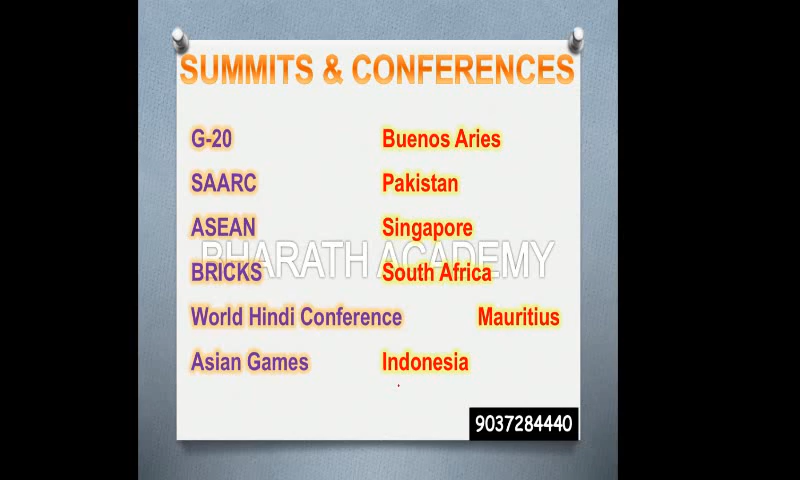 SUMMITS & CONFERENCES
G-20 Buenos Aries
SAARC Pakistan
ASEAN Singapore
BHARATH ACADEMY
BRICKS South Africa
World Hindi Conference Mauritius
Asian Games Indonesia
9037284440